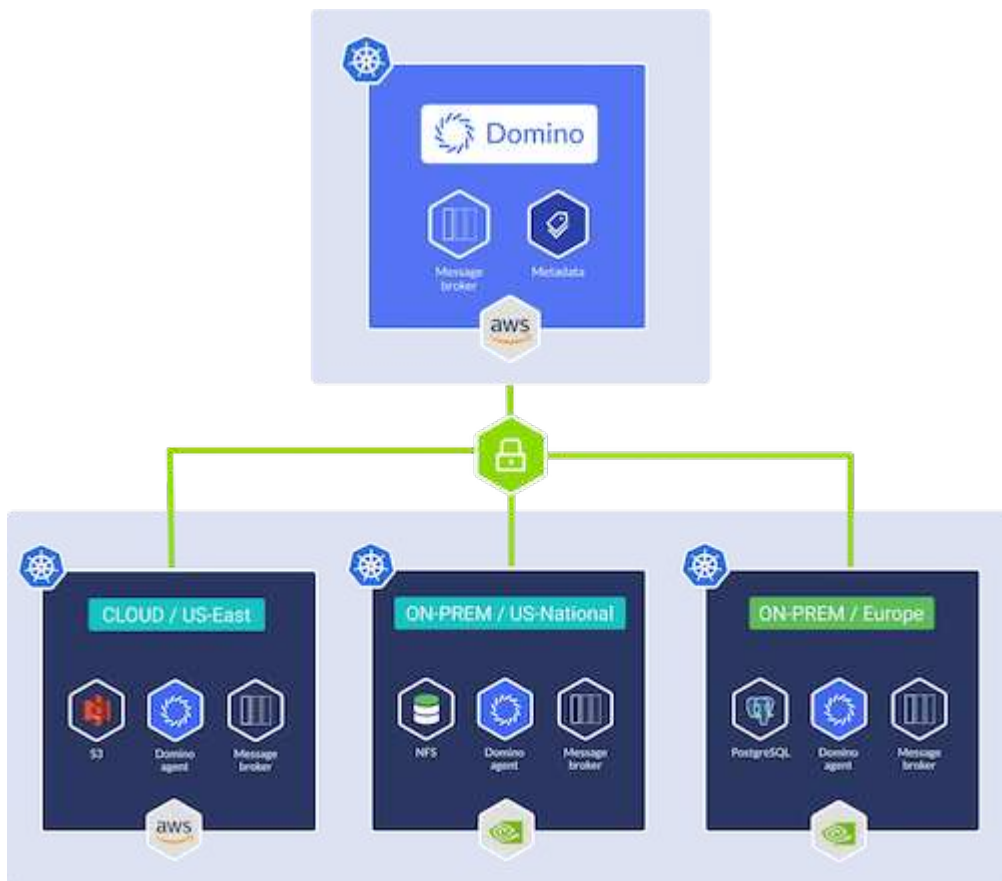 Domino
Message
broker
Metadata
aws
CLOUD / US-East
S3
Domino
agent
Message
broker
aws
ON-PREM / US-National
NFS
Domino
agent
Message
broker
ON-PREM / Europe
PostgreSQL
Domino
agent
Message
broker